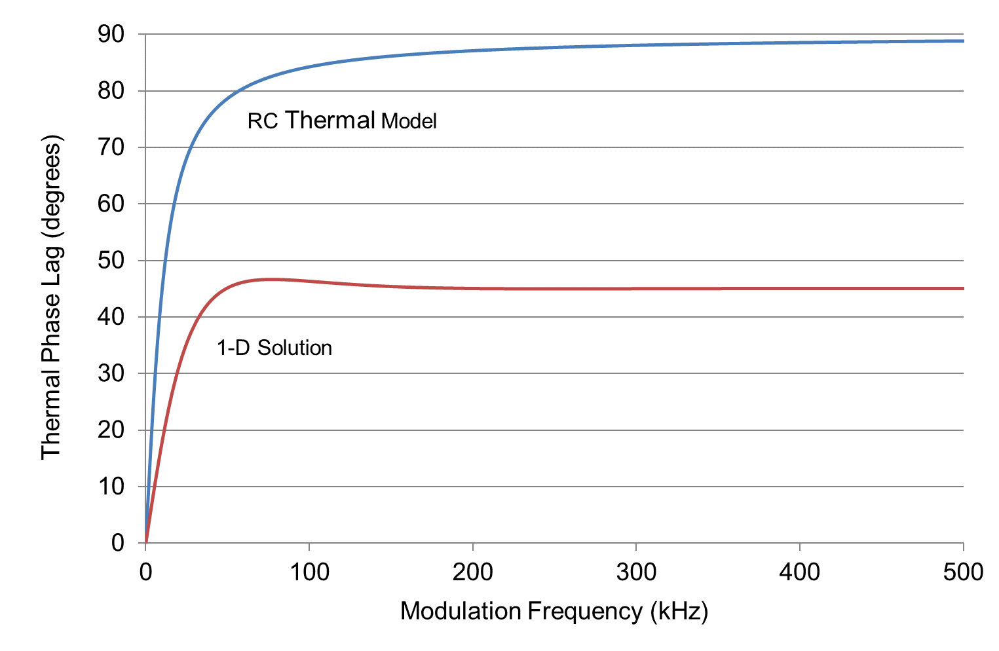 90
80
70
60
50
40
30
20
10
0
Thermal Phase Lag (degrees)
RC Thermal Model
1-D Solution
0 100 200 300 400 500
Modulation Frequency (kHz)